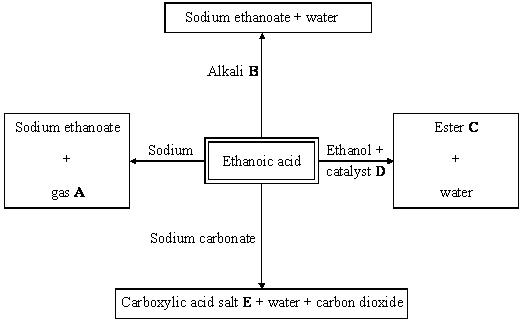 Sodium ethanoate + water
Alkali B
Sodium ethanoate
+
gas A
Sodium
Ethanoic acid
Ethanol +
catalyst D
Ester C
+
water
Sodium carbonate
Carboxylic acid salt E + water + carbon dioxide